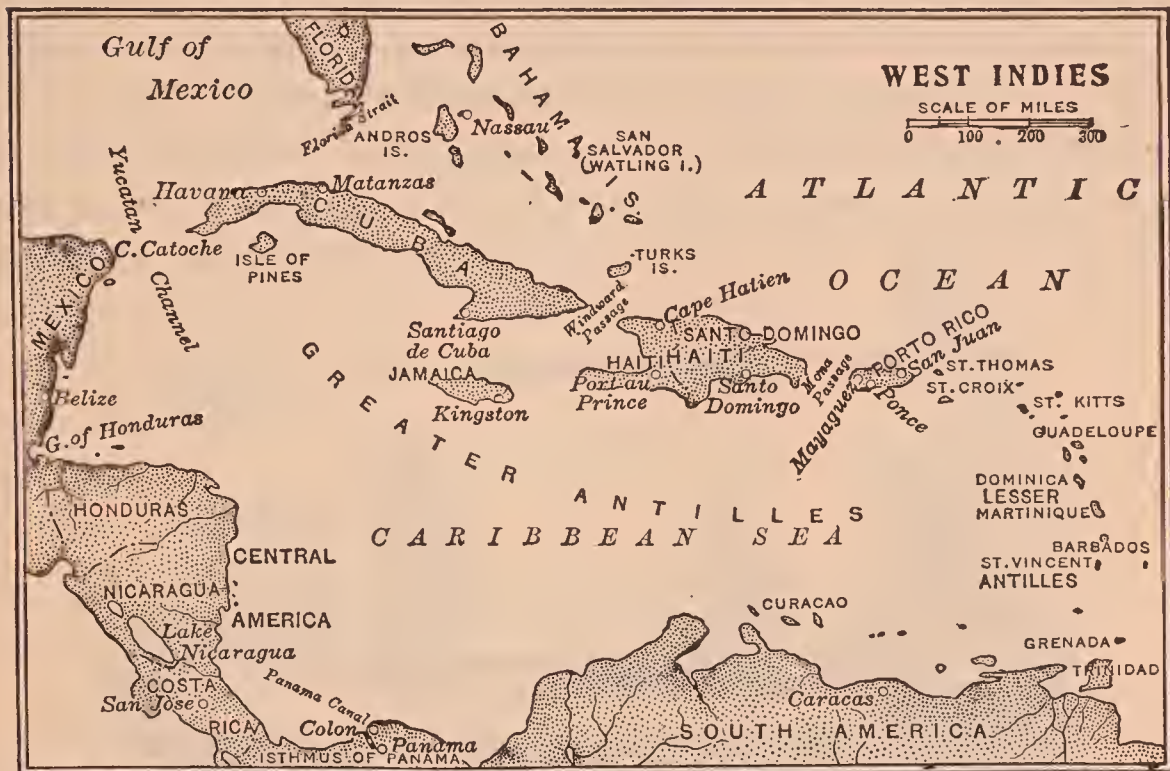 WEST INDIES
SCALE OF MILES
0 100 200 300
Gulf of
Mexico
FLORID
Florida Strait
BAHAMAS
ANDROS
IS.
Nassau
SAN
SALVADOR
(WATLING I.)
ATLANTIC
OCEAN
Yucatan
Channel
Havana
Matanzas
CUBA
C. Catoche
ISLE OF
PINES
MEXICO
TURKS
IS.
Windward
Passage
Cape Hatien
Santiago
de Cuba
JAMAICA
Kingston
SANTO DOMINGO
HAITI
HAITI
Port-au
Prince
Santo
Domingo
Mona
Passage
PORTO RICO
San Juan
Mayaguez
Ponce
ST. THOMAS
ST. CROIX
ST. KITTS
GUADELOUPE
DOMINICA
LESSER
MARTINIQUE
BARBADOS
ST. VINCENT
ANTILLES
GRENADA
TRINIDAD
Belize
G. of Honduras
GREATER ANTILLES
CARIBBEAN SEA
HONDURAS
CENTRAL
AMERICA
NICARAGUA
Lake
Nicaragua
CURACAO
COSTA
RICA
San Jose
Panama Canal
Colon
Panama
ISTHMUS OF PANAMA
Caracas
SOUTH AMERICA